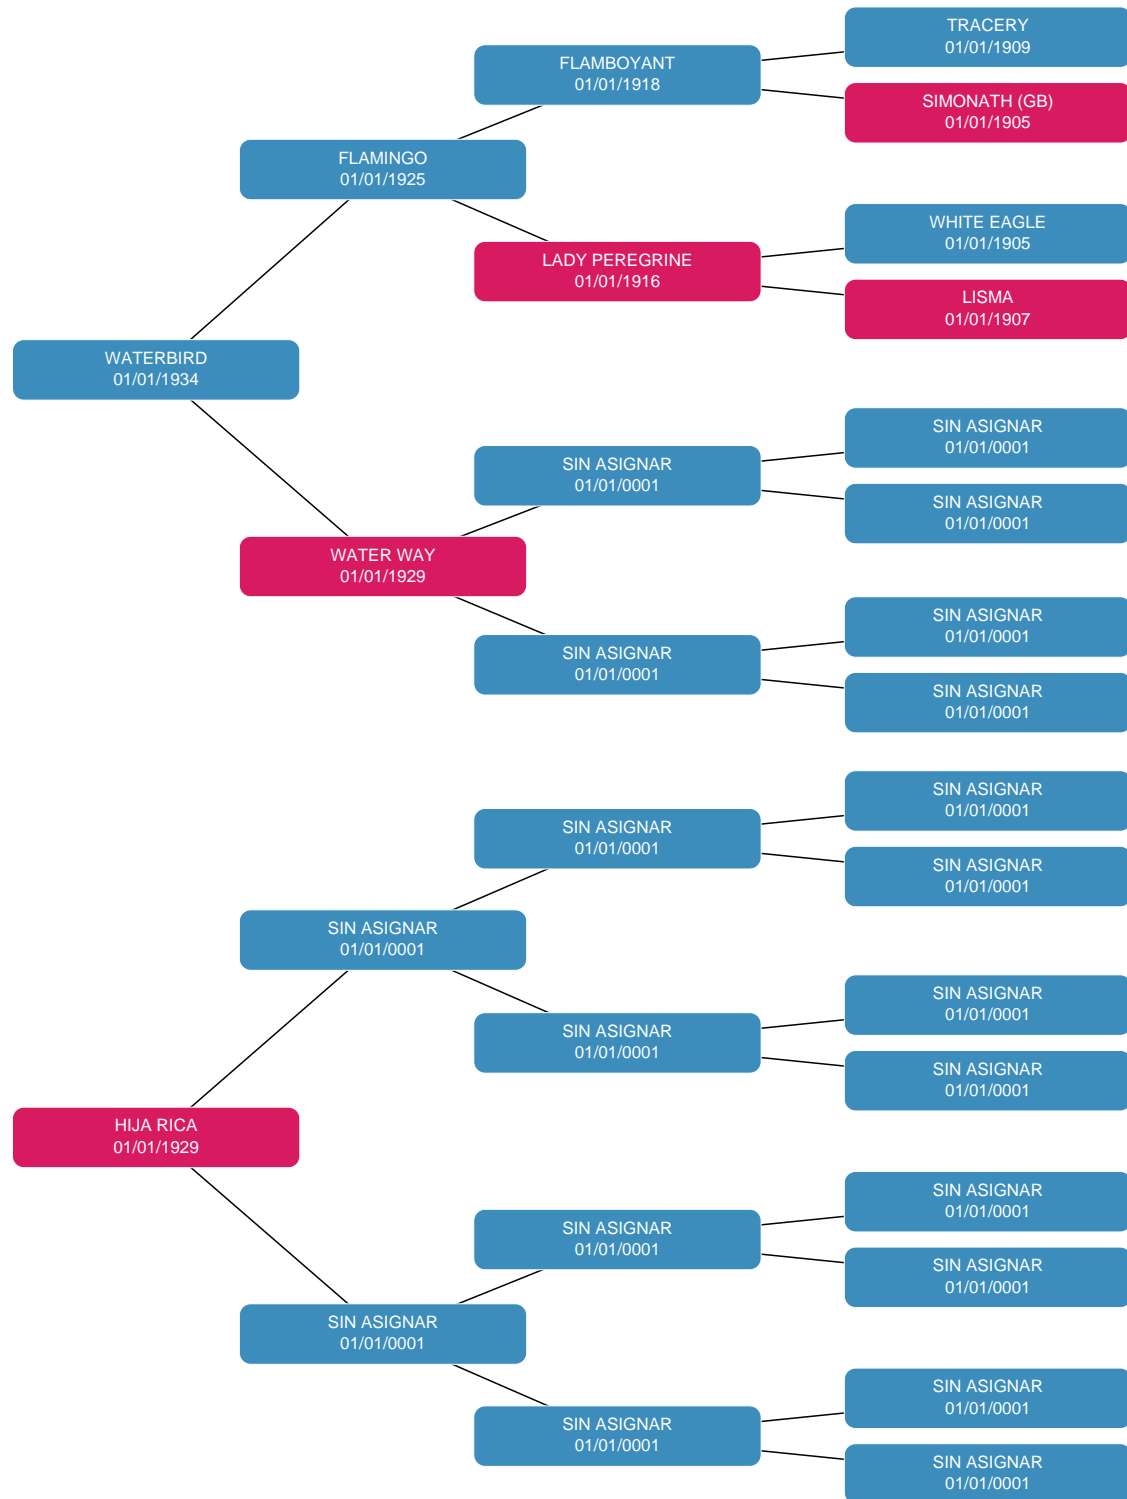 TRACERY
01/01/1909
FLAMBOYANT
01/01/1918
SIMONATH (GB)
01/01/1905
FLAMINGO
01/01/1925
WHITE EAGLE
01/01/1905
LADY PEREGRINE
01/01/1916
LISMA
01/01/1907
WATERBIRD
01/01/1934
SIN ASIGNAR
01/01/0001
SIN ASIGNAR
01/01/0001
SIN ASIGNAR
01/01/0001
WATER WAY
01/01/1929
SIN ASIGNAR
01/01/0001
SIN ASIGNAR
01/01/0001
SIN ASIGNAR
01/01/0001
SIN ASIGNAR
01/01/0001
SIN ASIGNAR
01/01/0001
SIN ASIGNAR
01/01/0001
SIN ASIGNAR
01/01/0001
SIN ASIGNAR
01/01/0001
SIN ASIGNAR
01/01/0001
SIN ASIGNAR
01/01/0001
HIJA RICA
01/01/1929
SIN ASIGNAR
01/01/0001
SIN ASIGNAR
01/01/0001
SIN ASIGNAR
01/01/0001
SIN ASIGNAR
01/01/0001
SIN ASIGNAR
01/01/0001
SIN ASIGNAR
01/01/0001
SIN ASIGNAR
01/01/0001